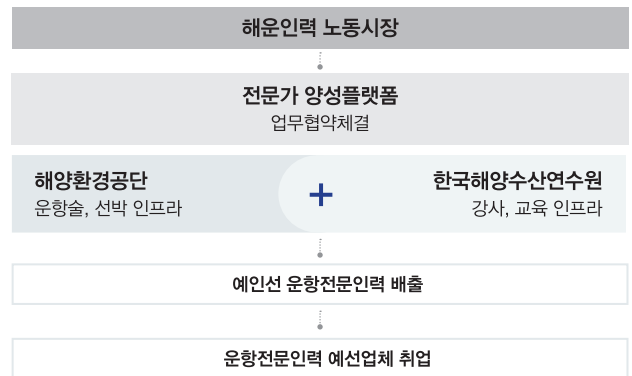 해운인력 노동시장
전문가 양성플랫폼
업무협약체결
해양환경공단
운항술, 선박 인프라
+
한국해양수산연수원
강사, 교육 인프라
예인선 운항전문인력 배출
운항전문인력 예선업체 취업